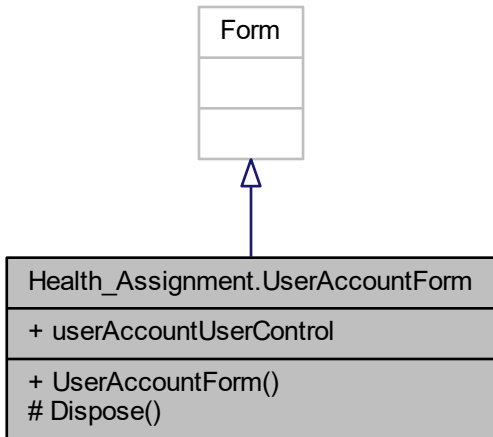 Form
Health_Assignment.UserAccountForm
+ userAccountUserControl
+ UserAccountForm()
# Dispose()